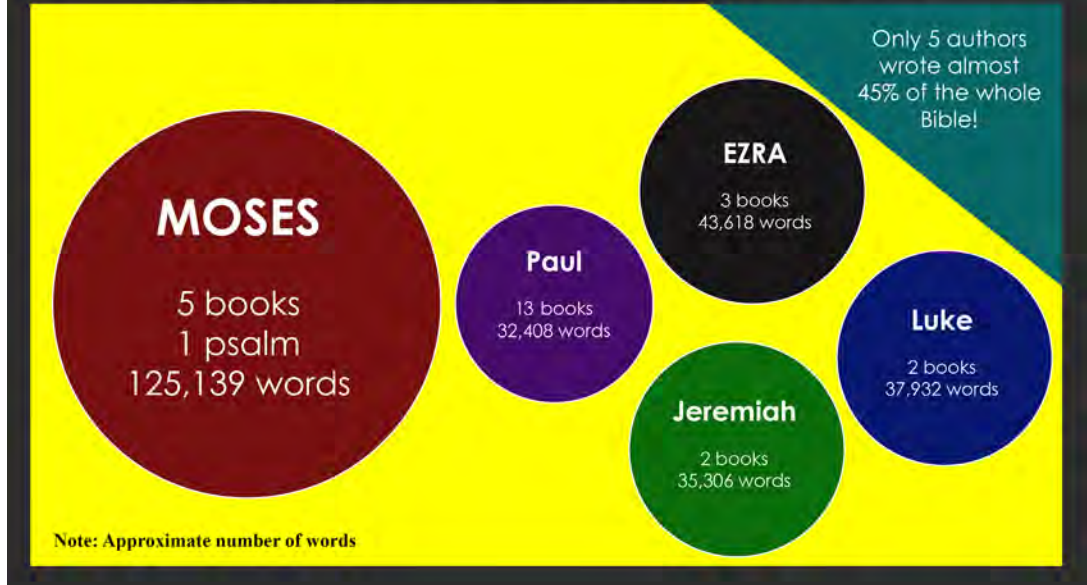 Only 5 authors
wrote almost
45% of the whole
Bible!
MOSES
5 books
1 psalm
125,139 words
Paul
13 books
32,408 words
EZRA
3 books
43,618 words
Luke
2 books
37,932 words
Jeremiah
2 books
35,306 words
Note: Approximate number of words